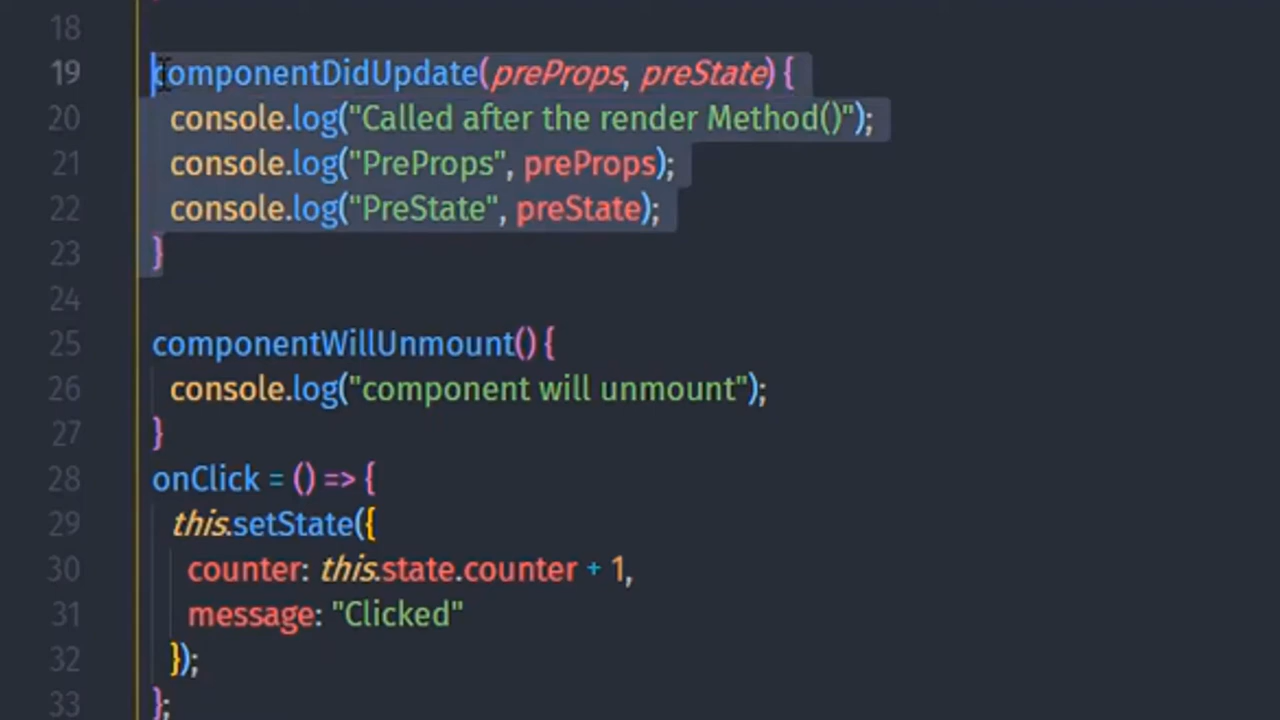 18
19 componentDidUpdate(preProps, preState) {
20 console.log("Called after the render Method()");
21 console.log("PreProps", preProps);
22 console.log("PreState", preState);
23 }
24
25 componentWillUnmount() {
26 console.log("component will unmount");
27 }
28 onClick = () => {
29 this.setState({
30 counter: this.state.counter + 1,
31 message: "Clicked"
32 });
33 };